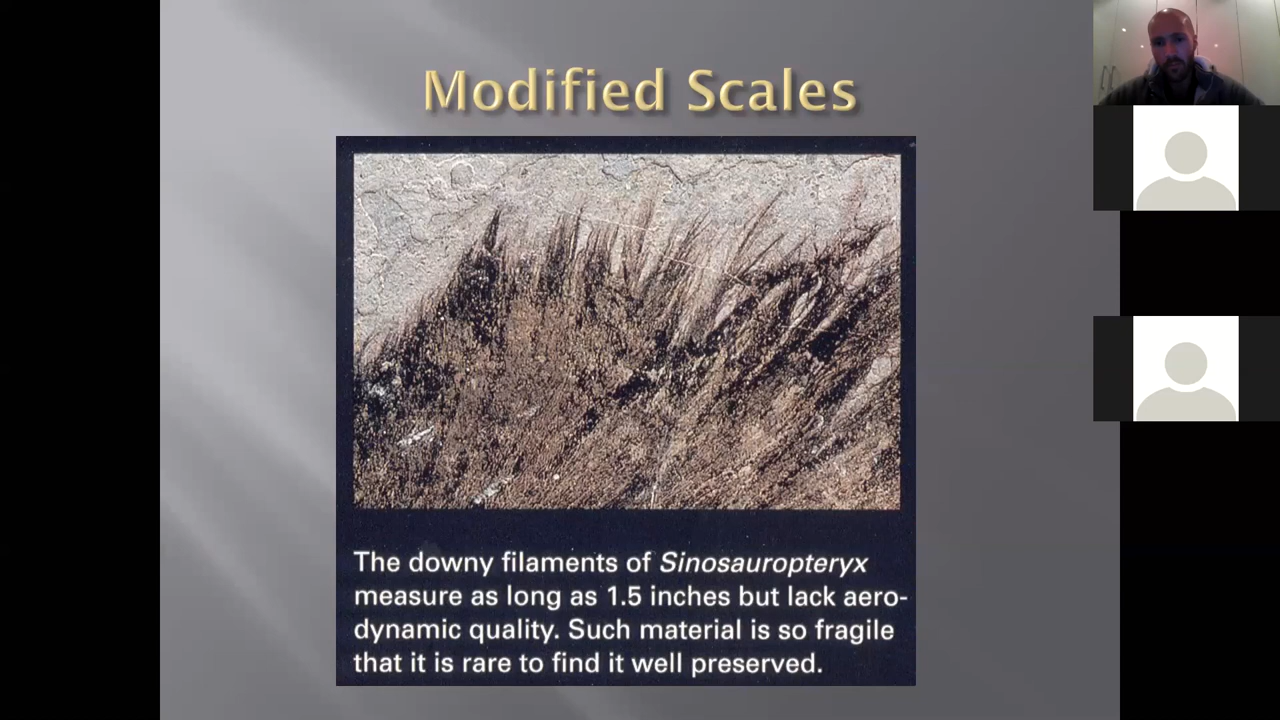 Modified Scales
The downy filaments of Sinosauropteryx
measure as long as 1.5 inches but lack aero-
dynamic quality. Such material is so fragile
that it is rare to find it well preserved.